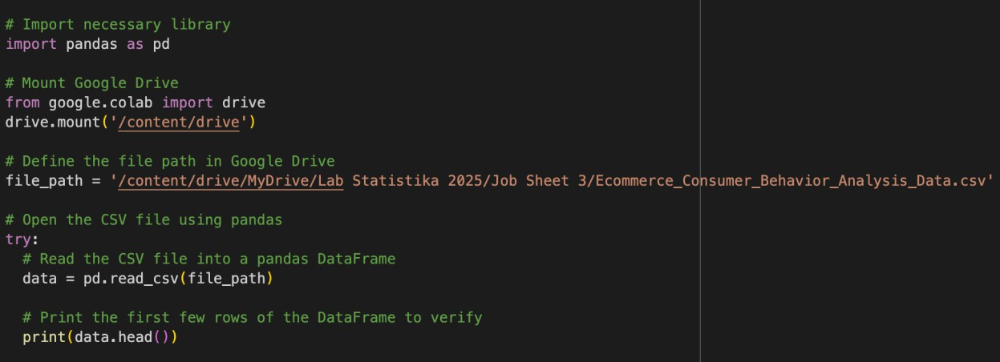 # Import necessary library
import pandas as pd
# Mount Google Drive
from google.colab import drive
drive.mount('/content/drive')
# Define the file path in Google Drive
file_path = '/content/drive/MyDrive/Lab Statistika 2025/Job Sheet 3/Ecommerce_Consumer_Behavior_Analysis_Data.csv'
# Open the CSV file using pandas
try:
  # Read the CSV file into a pandas DataFrame
  data = pd.read_csv(file_path)
  # Print the first few rows of the DataFrame to verify
  print(data.head())